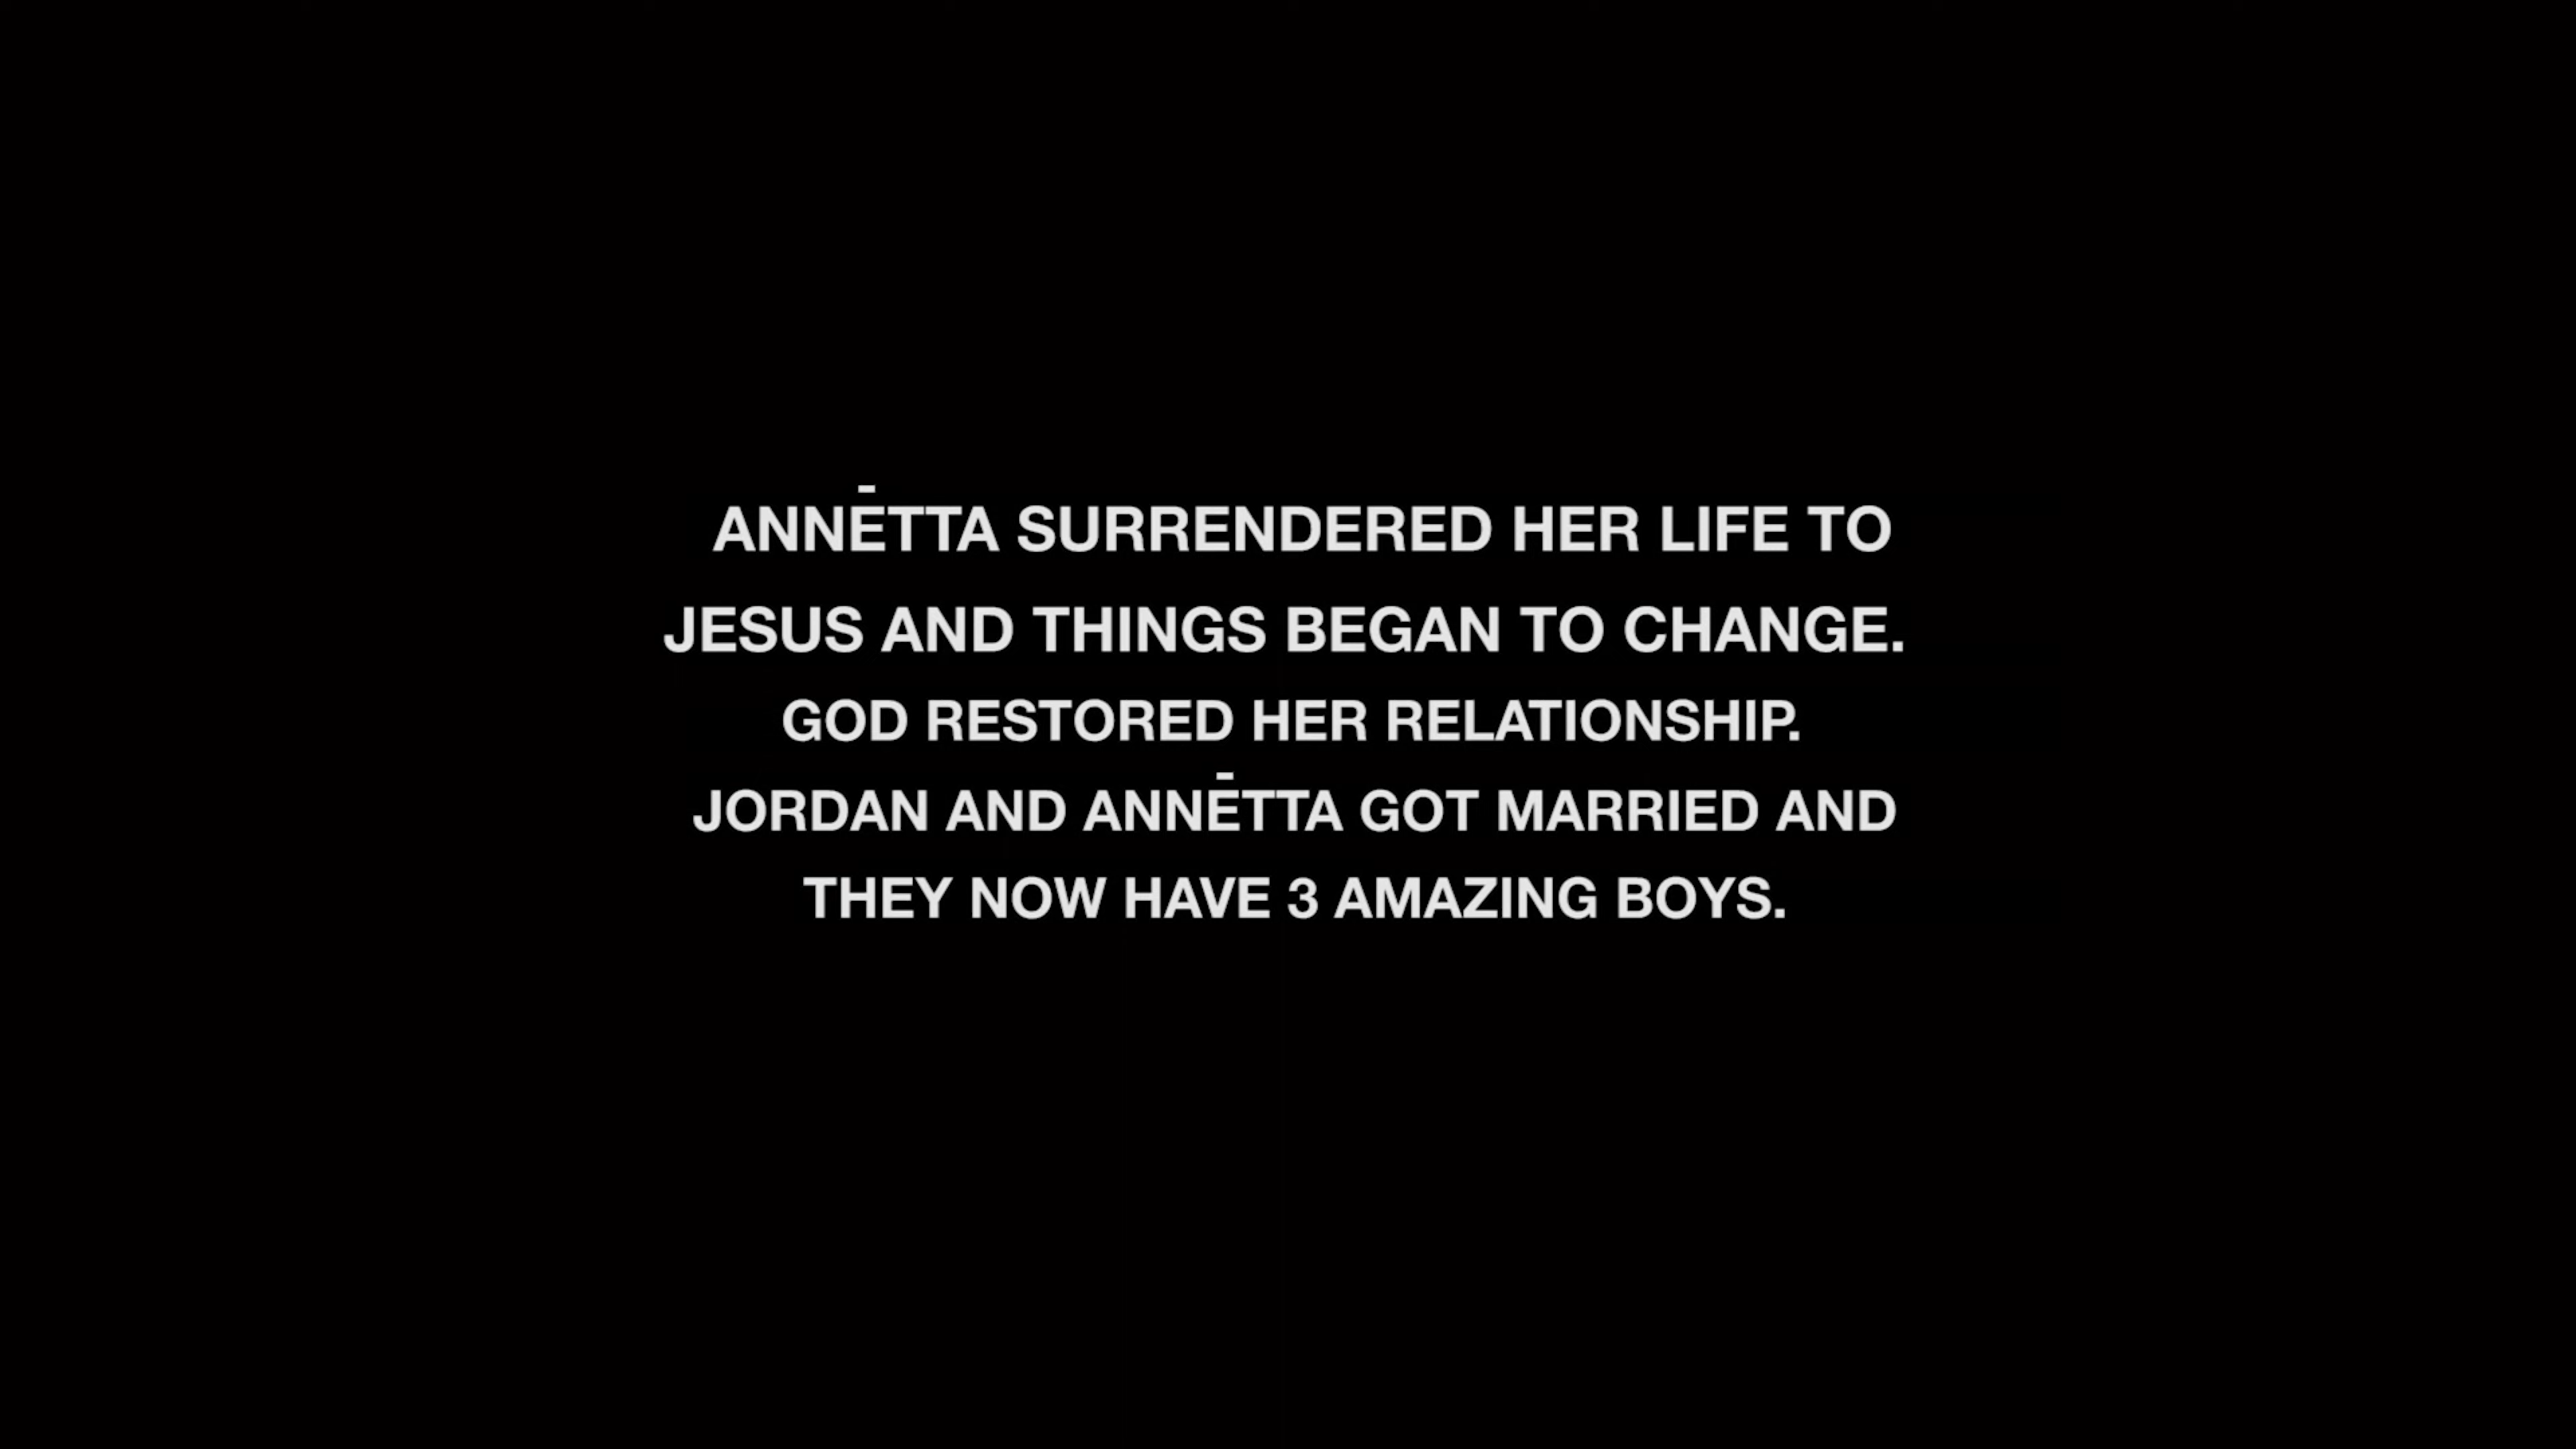 ANNĒTTA SURRENDERED HER LIFE TO
JESUS AND THINGS BEGAN TO CHANGE.
GOD RESTORED HER RELATIONSHIP.
JORDAN AND ANNĒTTA GOT MARRIED AND
THEY NOW HAVE 3 AMAZING BOYS.